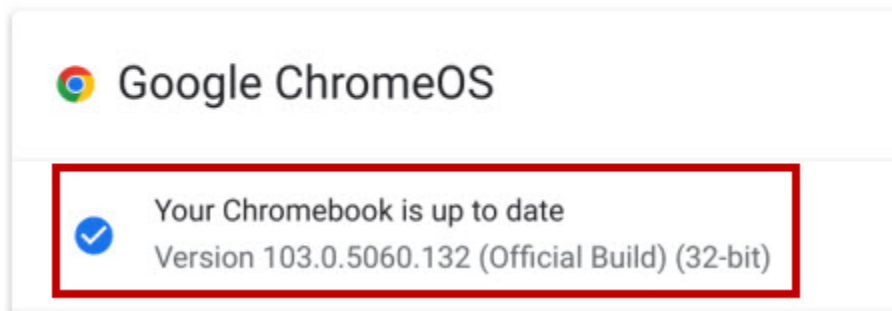 Google ChromeOS
Your Chromebook is up to date
Version 103.0.5060.132 (Official Build) (32-bit)